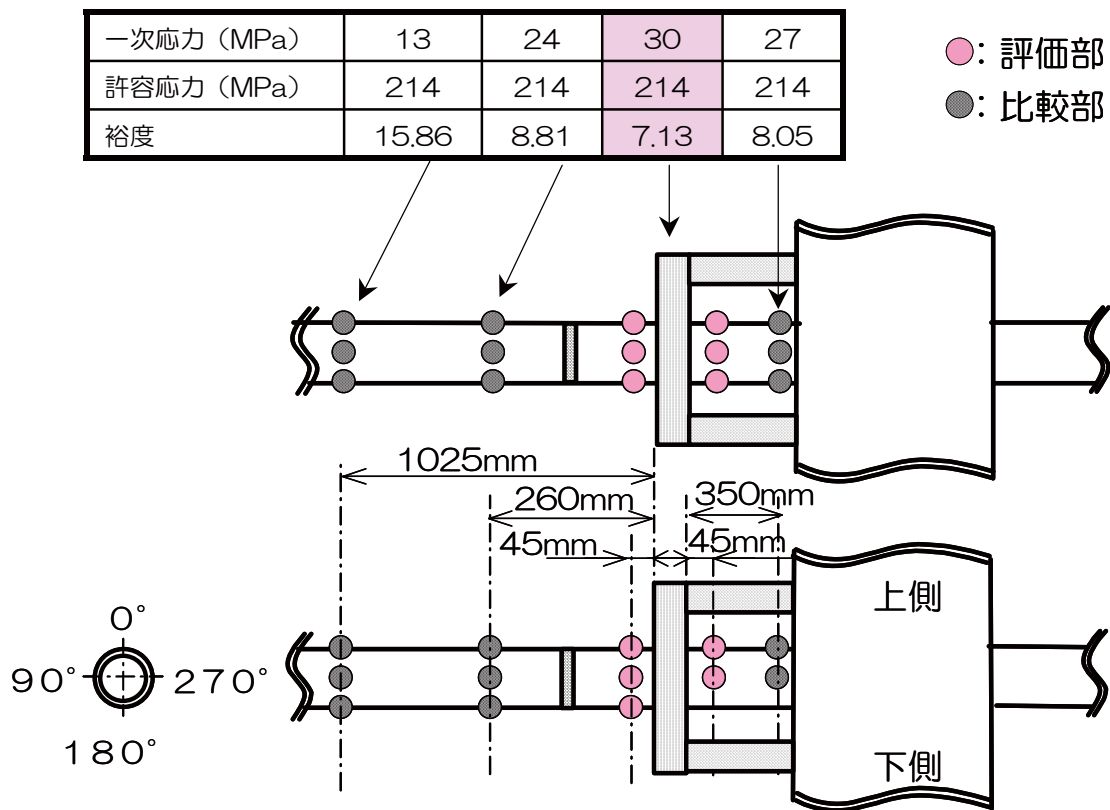 一次応力(MPa) 13 24 30 27
許容応力(MPa) 214 214 214 214
裕度 15.86 8.81 7.13 8.05
：評価部
：比較部
1025mm
260mm
350mm
45mm
45mm
上側
0°
90°
270°
180°
下側